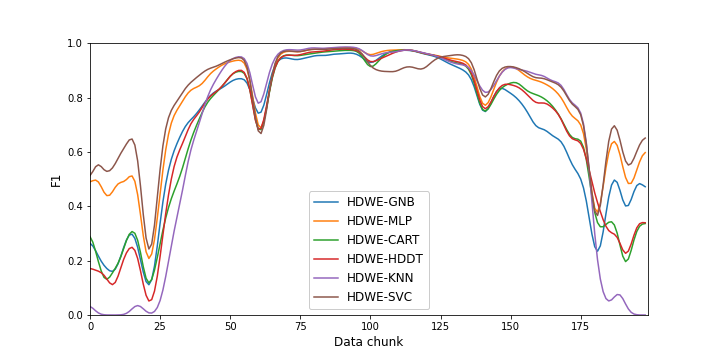 1.0
0.8
0.6
0.4
0.2
0.0
F1
HDWE-GNB
HDWE-MLP
HDWE-CART
HDWE-HDDT
HDWE-KNN
HDWE-SVC
0 25 50 75 100 125 150 175
Data chunk